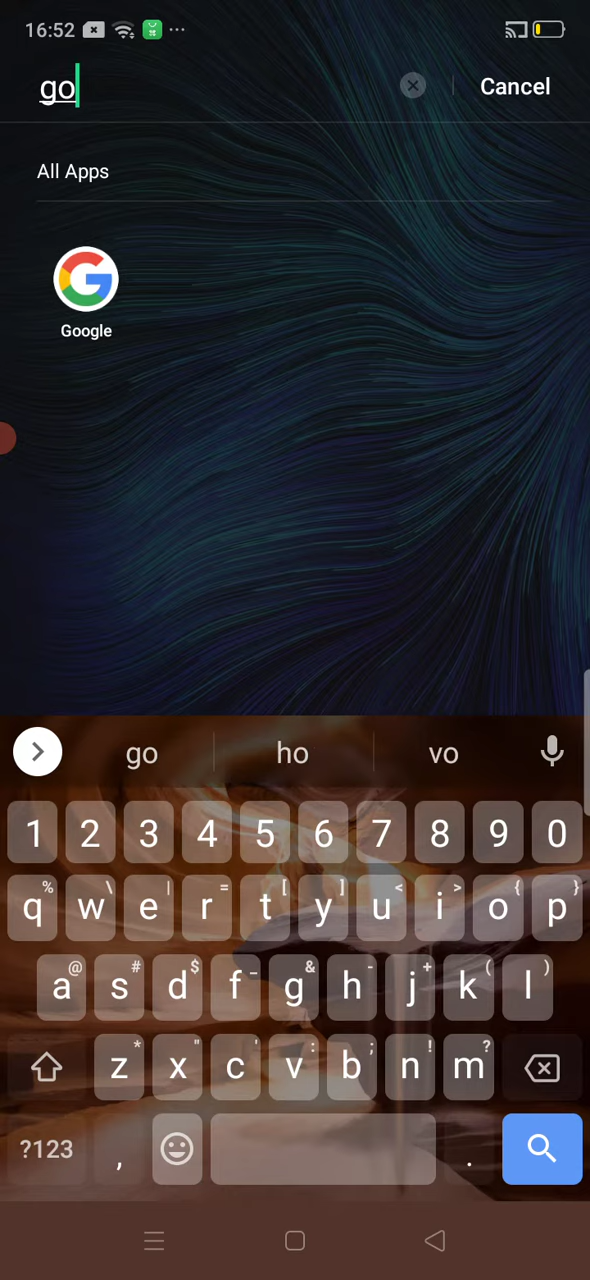 16:52
go
Cancel
All Apps
Google
go ho vo
1 2 3 4 5 6 7 8 9 0
q% w\ e| r= t[ y] u< i> o{ p}
a@ s# d$ f_ g& h- j+ k( l)
z* x" c' v: b; n! m?
?123 , .